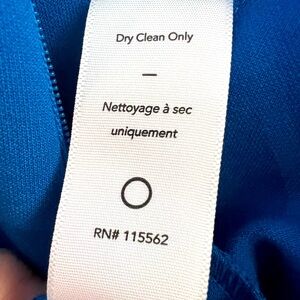 Dry Clean Only
—
Nettoyage à sec
uniquement
RN# 115562